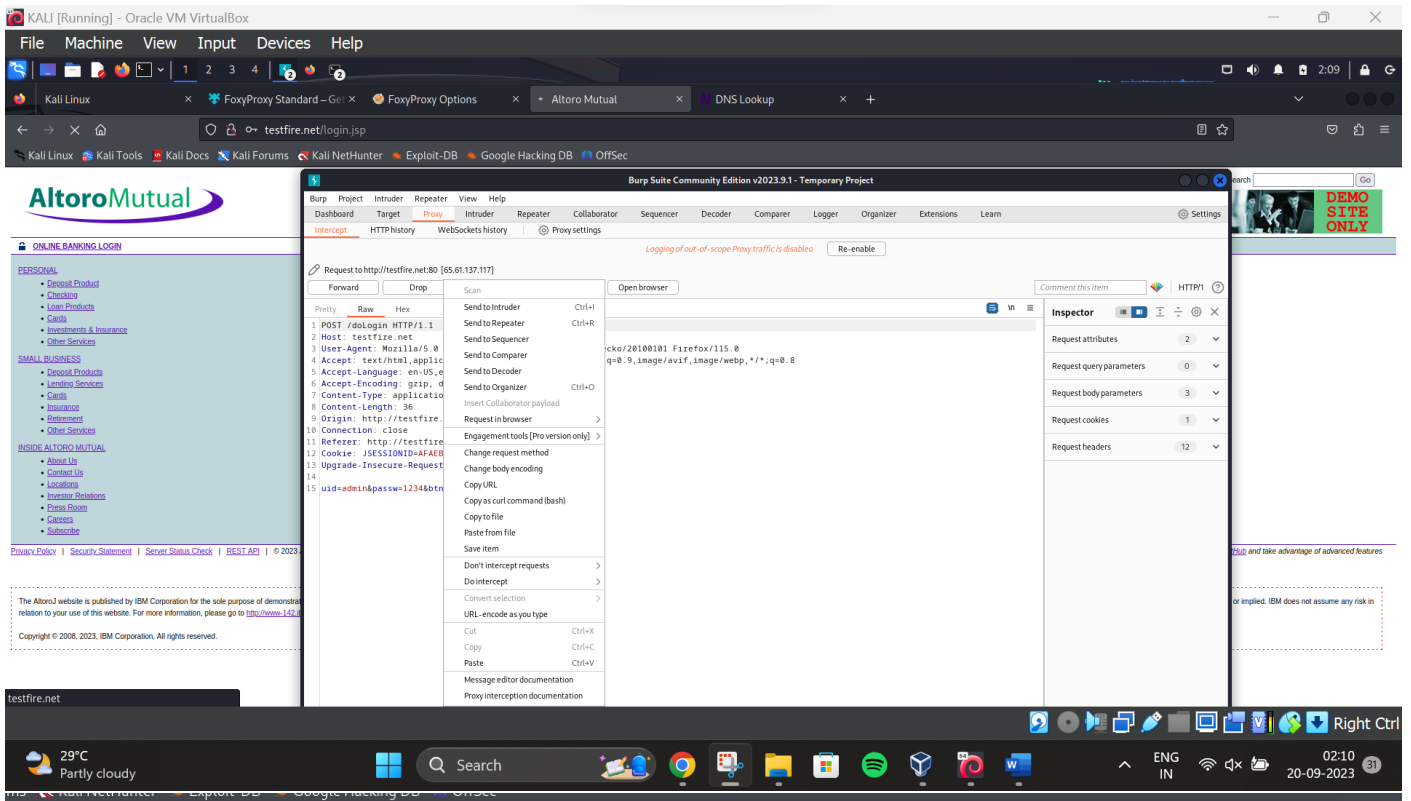 KALI [Running] - Oracle VM VirtualBox
File Machine View Input Devices Help
1 2 3 4 2 2 2:09
Kali Linux FoxyProxy Standard – Get FoxyProxy Options Altoro Mutual DNS Lookup
testfire.net/login.jsp
Kali Linux Kali Tools Kali Docs Kali Forums Kali NetHunter Exploit-DB Google Hacking DB OffSec
AltoroMutual
earch Go
DEMO
SITE
ONLY
ONLINE BANKING LOGIN
PERSONAL
Deposit Product
Checking
Loan Products
Cards
Investments & Insurance
Other Services
SMALL BUSINESS
Deposit Products
Lending Services
Cards
Insurance
Retirement
Other Services
INSIDE ALTORO MUTUAL
About Us
Contact Us
Locations
Investor Relations
Press Room
Careers
Subscribe
Privacy Policy | Security Statement | Server Status Check | REST API | © 2023
Hub and take advantage of advanced features
The AltoroJ website is published by IBM Corporation for the sole purpose of demonstrat
or implied. IBM does not assume any risk in
relation to your use of this website. For more information, please go to http://www-142.i
Copyright © 2008, 2023, IBM Corporation, All rights reserved.
testfire.net
Burp Suite Community Edition v2023.9.1 - Temporary Project
Burp Project Intruder Repeater View Help
Dashboard Target Proxy Intruder Repeater Collaborator Sequencer Decoder Comparer Logger Organizer Extensions Learn Settings
Intercept HTTP history WebSockets history Proxy settings
Logging of out-of-scope Proxy traffic is disabled Re-enable
Request to http://testfire.net:80 [65.61.137.117]
Forward Drop Open browser Comment this item HTTP/1
Pretty Raw Hex \n
1 POST /doLogin HTTP/1.1
2 Host: testfire.net
3 User-Agent: Mozilla/5.0 cko/20100101 Firefox/115.0
4 Accept: text/html,applic q=0.9,image/avif,image/webp,*/*;q=0.8
5 Accept-Language: en-US,e
6 Accept-Encoding: gzip, d
7 Content-Type: applicatio
8 Content-Length: 36
9 Origin: http://testfire.
10 Connection: close
11 Referer: http://testfire
12 Cookie: JSESSIONID=AFAEB
13 Upgrade-Insecure-Request
14
15 uid=admin&passw=1234&btn
Scan
Send to Intruder Ctrl+I
Send to Repeater Ctrl+R
Send to Sequencer
Send to Comparer
Send to Decoder
Send to Organizer Ctrl+O
Insert Collaborator payload
Request in browser
Engagement tools [Pro version only]
Change request method
Change body encoding
Copy URL
Copy as curl command (bash)
Copy to file
Paste from file
Save item
Don't intercept requests
Do intercept
Convert selection
URL-encode as you type
Cut Ctrl+X
Copy Ctrl+C
Paste Ctrl+V
Message editor documentation
Proxy interception documentation
Inspector
Request attributes 2
Request query parameters 0
Request body parameters 3
Request cookies 1
Request headers 12
Right Ctrl
29°C
Partly cloudy
Search
ENG
IN
02:10
20-09-2023
31